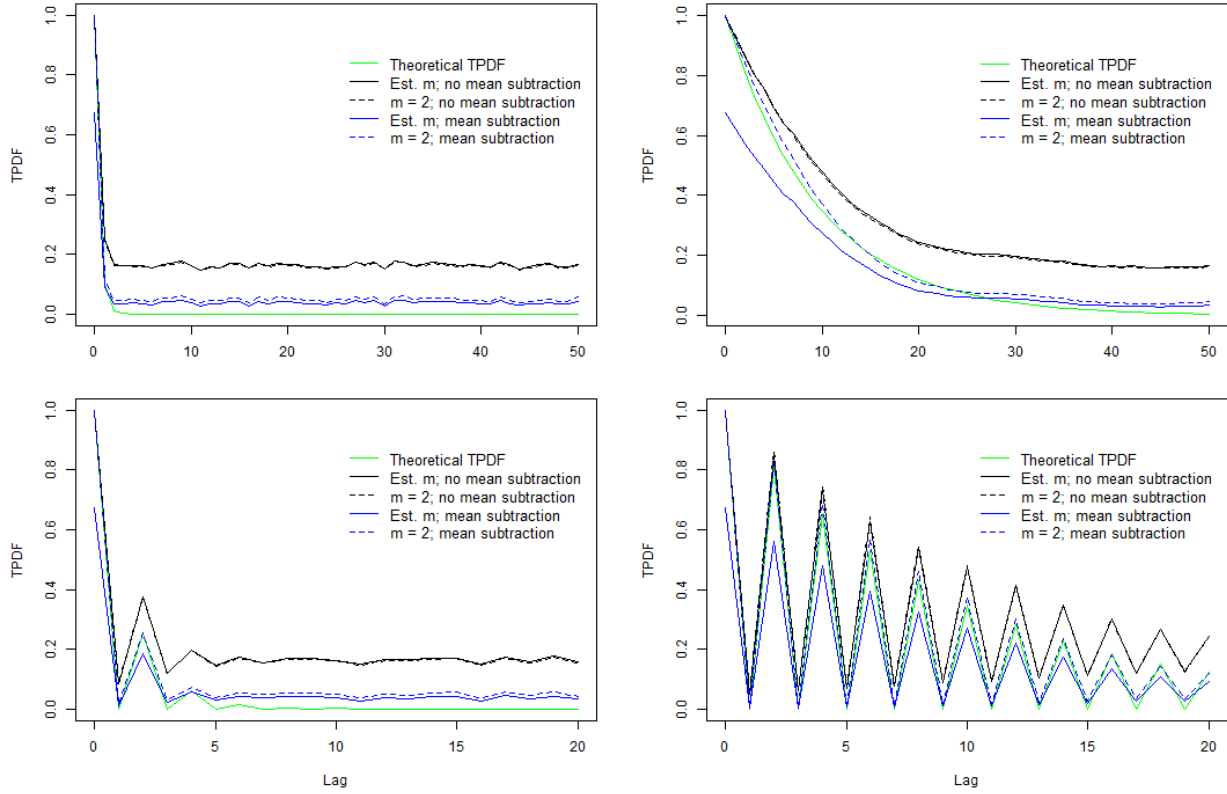 1.0
0.8
0.6
0.4
0.2
0.0
TPDF
Theoretical TPDF
Est. m; no mean subtraction
m = 2; no mean subtraction
Est. m; mean subtraction
m = 2; mean subtraction
0 10 20 30 40 50
1.0
0.8
0.6
0.4
0.2
0.0
TPDF
Theoretical TPDF
Est. m; no mean subtraction
m = 2; no mean subtraction
Est. m; mean subtraction
m = 2; mean subtraction
0 10 20 30 40 50
1.0
0.8
0.6
0.4
0.2
0.0
TPDF
Theoretical TPDF
Est. m; no mean subtraction
m = 2; no mean subtraction
Est. m; mean subtraction
m = 2; mean subtraction
0 5 10 15 20
Lag
1.0
0.8
0.6
0.4
0.2
0.0
TPDF
Theoretical TPDF
Est. m; no mean subtraction
m = 2; no mean subtraction
Est. m; mean subtraction
m = 2; mean subtraction
0 5 10 15 20
Lag